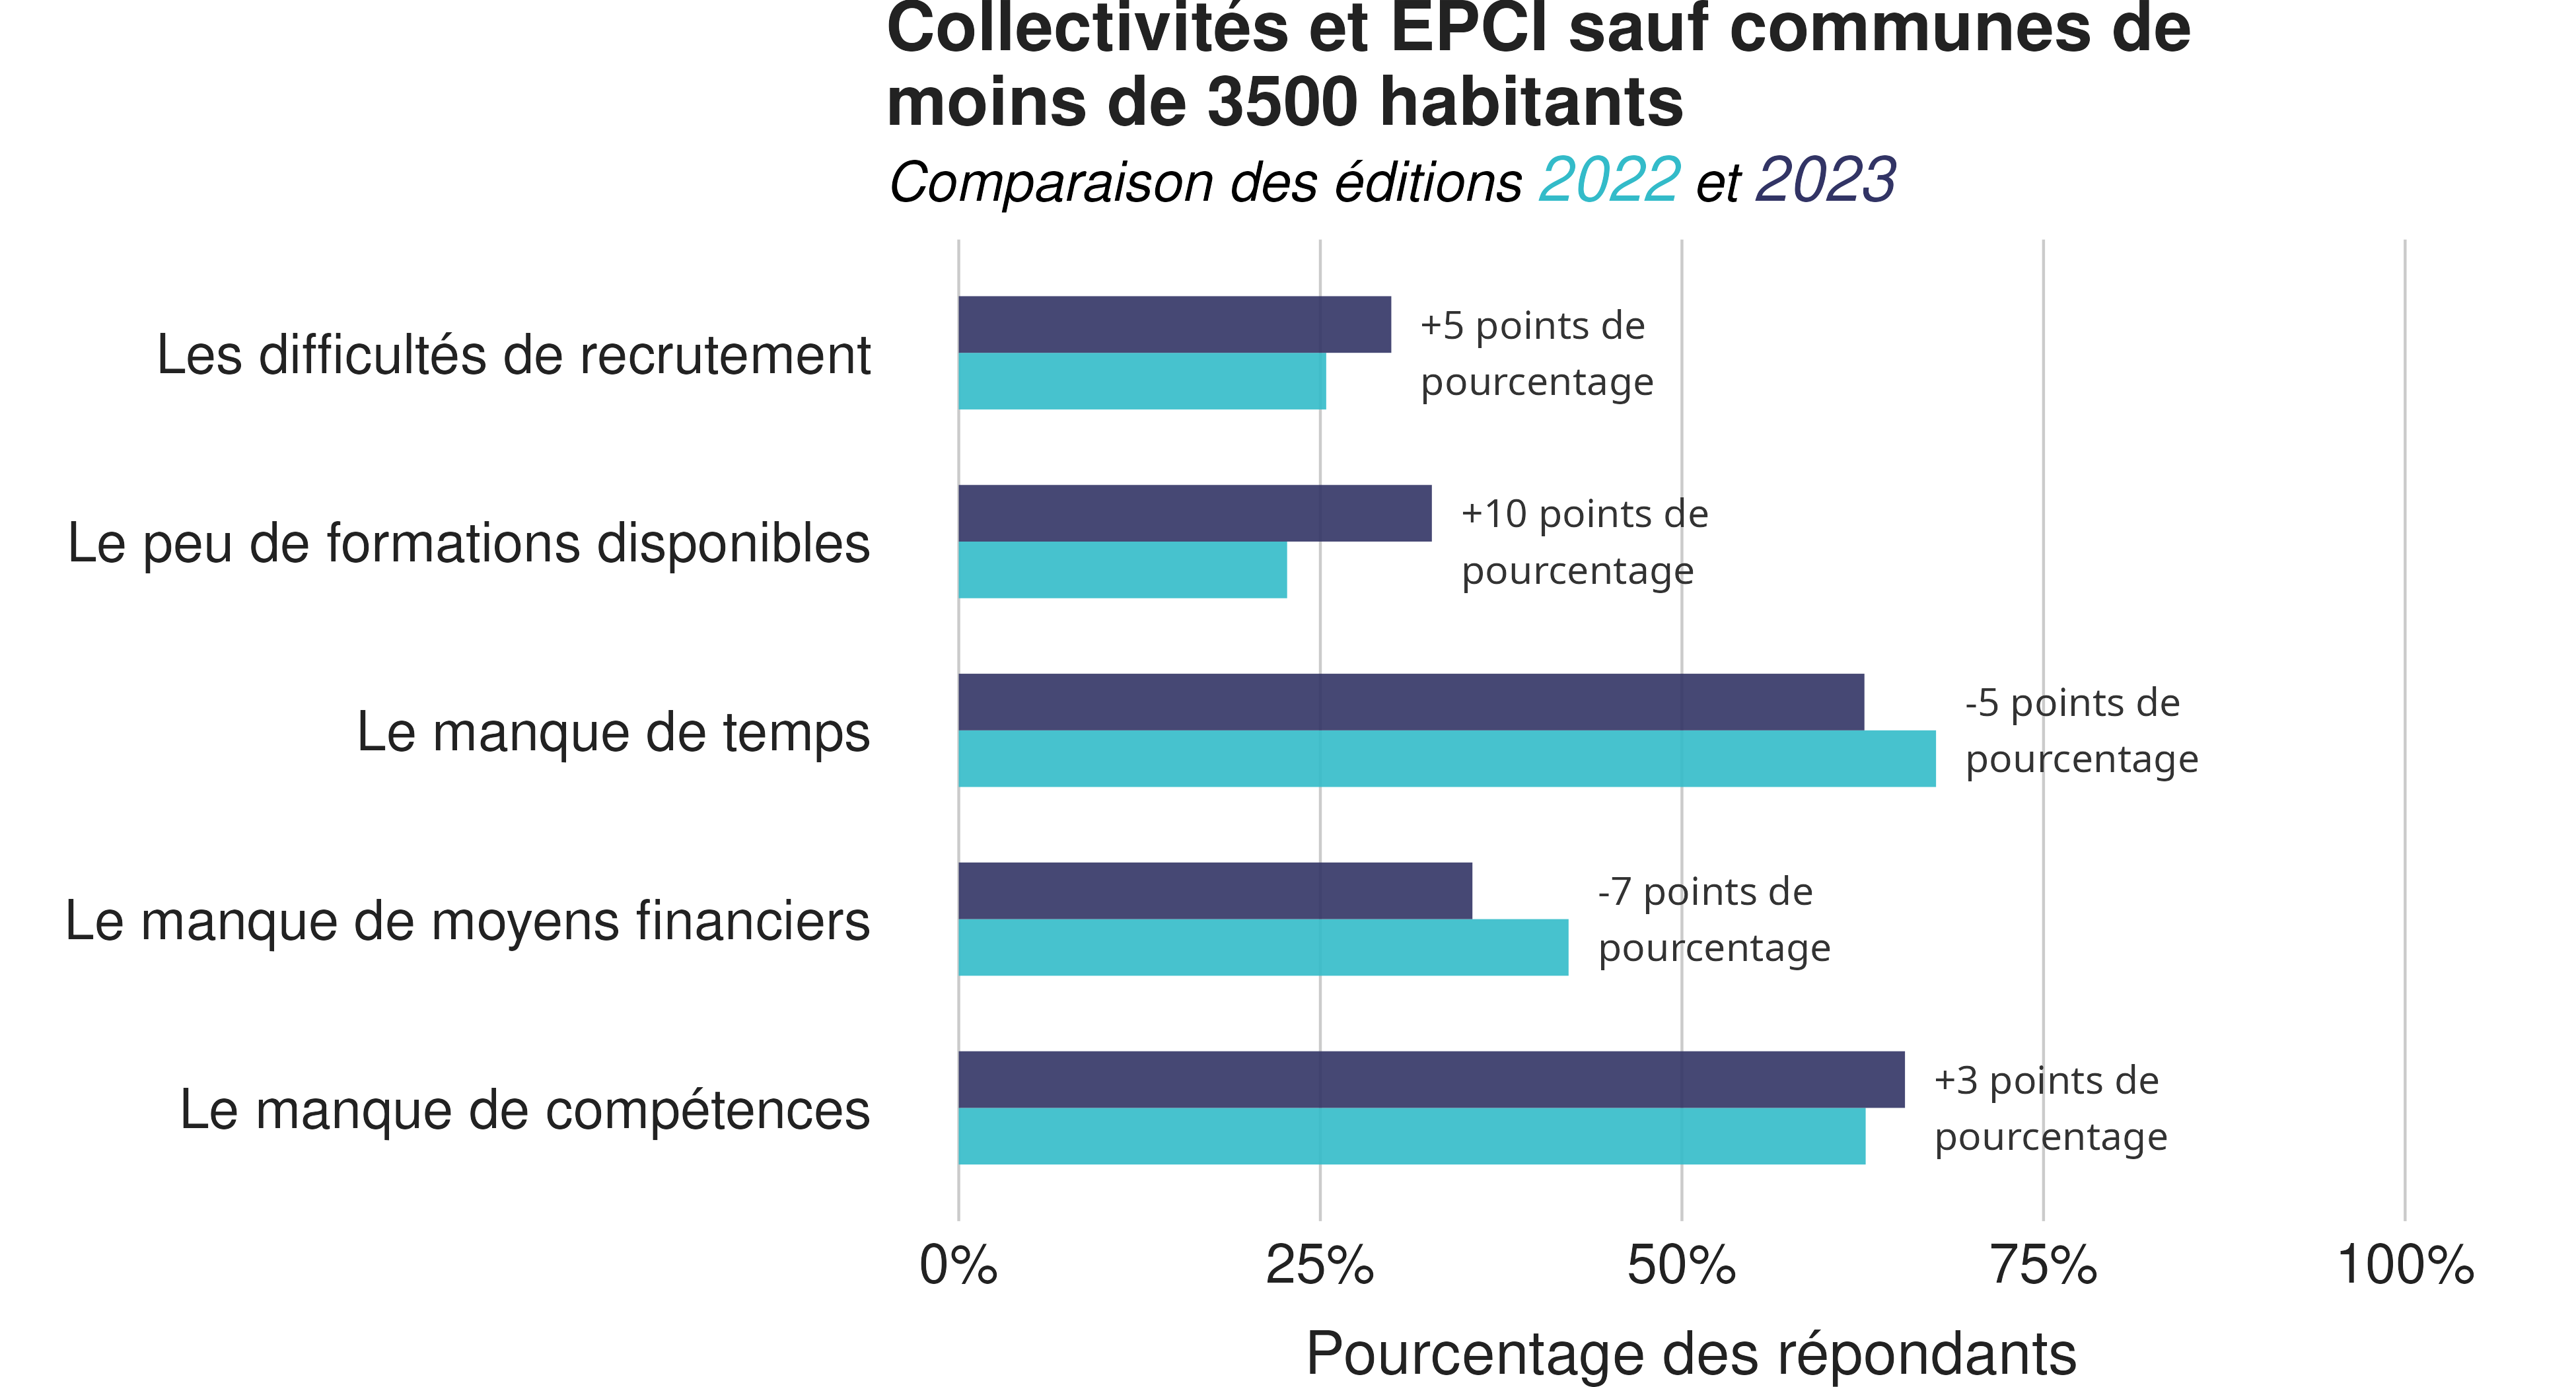 Collectivités et EPCI sauf communes de
moins de 3500 habitants
Comparaison des éditions 2022 et 2023
Les difficultés de recrutement
+5 points de
pourcentage
Le peu de formations disponibles
+10 points de
pourcentage
Le manque de temps
-5 points de
pourcentage
Le manque de moyens financiers
-7 points de
pourcentage
Le manque de compétences
+3 points de
pourcentage
0% 25% 50% 75% 100%
Pourcentage des répondants